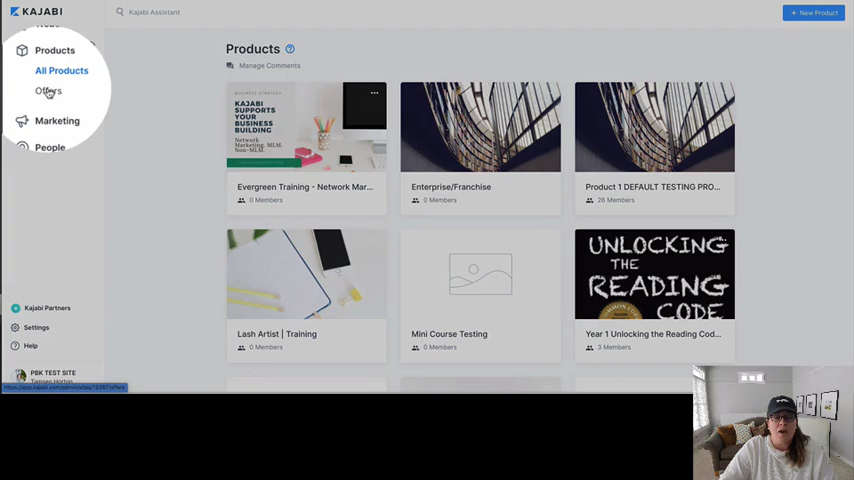 KAJABI
Kajabi Assistant
+ New Product
Products
All Products
Offers
Marketing
People
Products
Manage Comments
BUSINESS STRATEGY
KAJABI
SUPPORTS
YOUR
BUSINESS
BUILDING
Network
Marketing. MLM.
Non-MLM.
Evergreen Training - Network Mar...
0 Members
Enterprise/Franchise
0 Members
Product 1 DEFAULT TESTING PRO...
26 Members
UNLOCKING
THE
READING
CODE
Lash Artist | Training
0 Members
Mini Course Testing
0 Members
Year 1 Unlocking the Reading Cod...
3 Members
Kajabi Partners
Settings
Help
PBK TEST SITE
Tamsen Horton